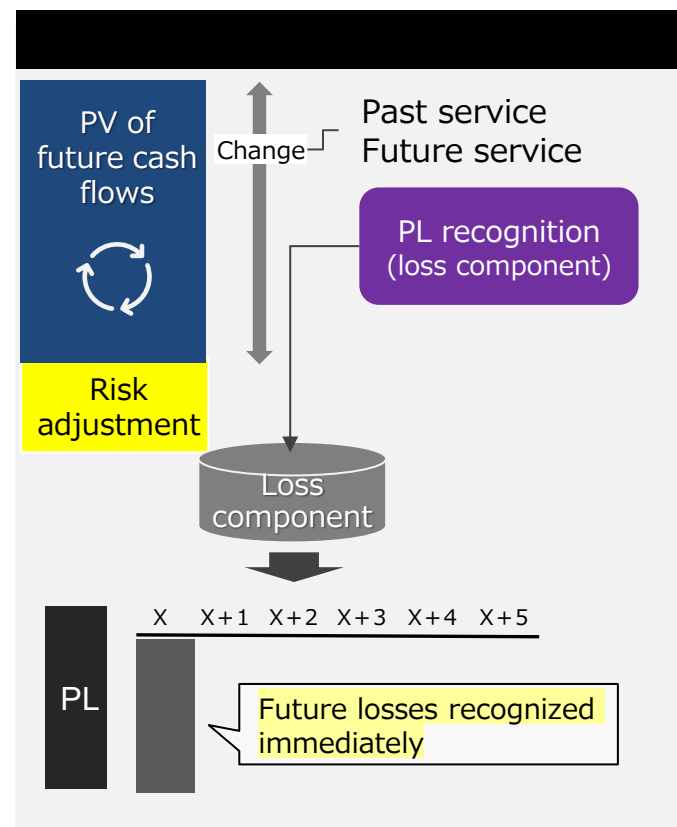 PV of
future cash
flows
Change
Past service
Future service
PL recognition
(loss component)
Risk
adjustment
Loss
component
X X+1 X+2 X+3 X+4 X+5
PL
Future losses recognized
immediately